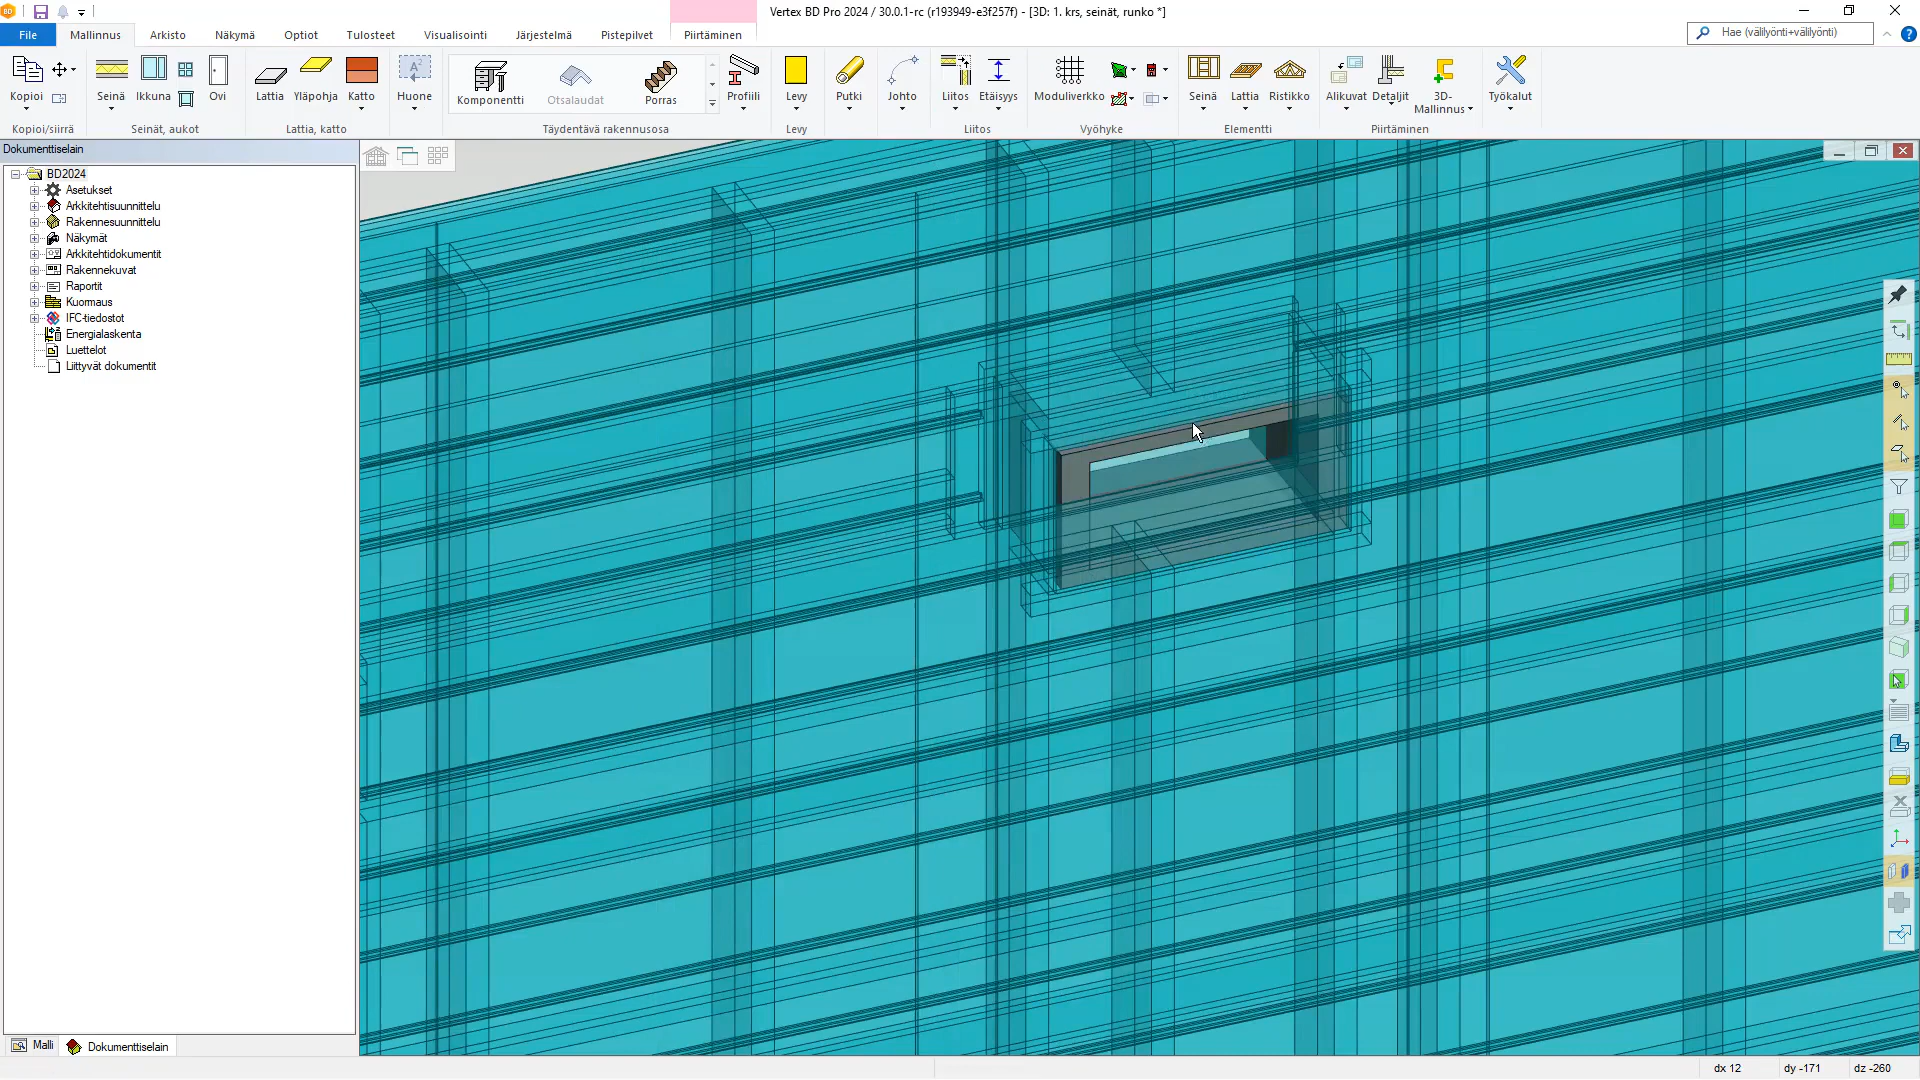 BD
Vertex BD Pro 2024 / 30.0.1-rc (r193949-e3f257f) - [3D: 1. krs, seinät, runko *]
File
Mallinnus
Arkisto
Näkymä
Optiot
Tulosteet
Visualisointi
Järjestelmä
Pistepilvet
Piirtäminen
Hae (välilyönti+välilyönti)
?
Kopioi
Seinä
Ikkuna
Ovi
Lattia
Yläpohja
Katto
Huone
Komponentti
Otsalaudat
Porras
Profiili
Levy
Putki
Johto
Liitos
Etäisyys
Moduliverkko
Seinä
Lattia
Ristikko
Alikuvat
Detaljit
3D-
Mallinnus
Työkalut
Kopioi/siirrä
Seinät, aukot
Lattia, katto
Täydentävä rakennusosa
Levy
Liitos
Vyöhyke
Elementti
Piirtäminen
Dokumenttiselain
BD2024
Asetukset
Arkkitehtisuunnittelu
Rakennesuunnittelu
Näkymät
Arkkitehtidokumentit
Rakennekuvat
Raportit
Kuormaus
IFC-tiedostot
Energialaskenta
Luettelot
Liittyvät dokumentit
Malli
Dokumenttiselain
dx 12
dy -171
dz -260